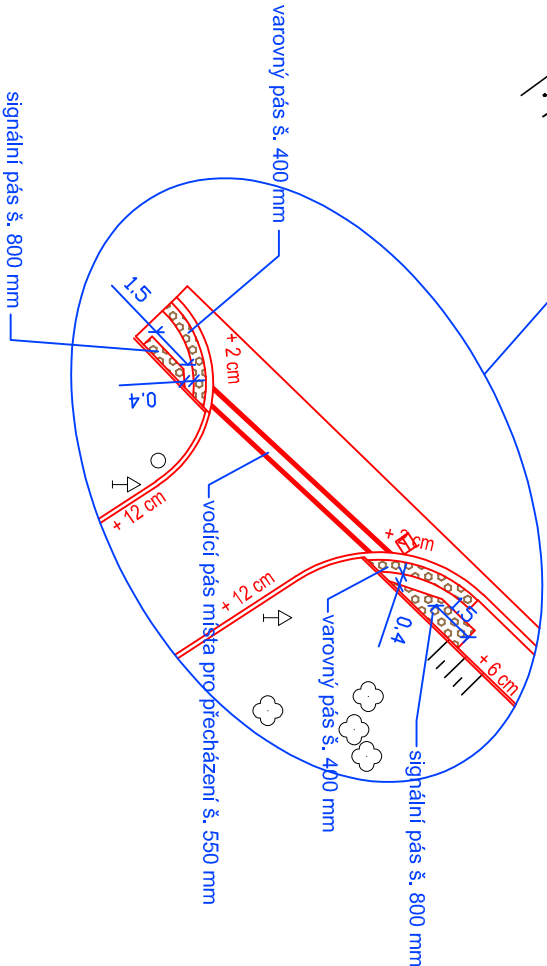 varovný pás š. 400 mm
signální pás š. 800 mm
1.5
+ 2 cm
0.4
+ 12 cm
vodící pás místa pro přecházení š. 550 mm
+ 12 cm
+ 2 cm
1.5
0.4
+ 6 cm
varovný pás š. 400 mm
signální pás š. 800 mm